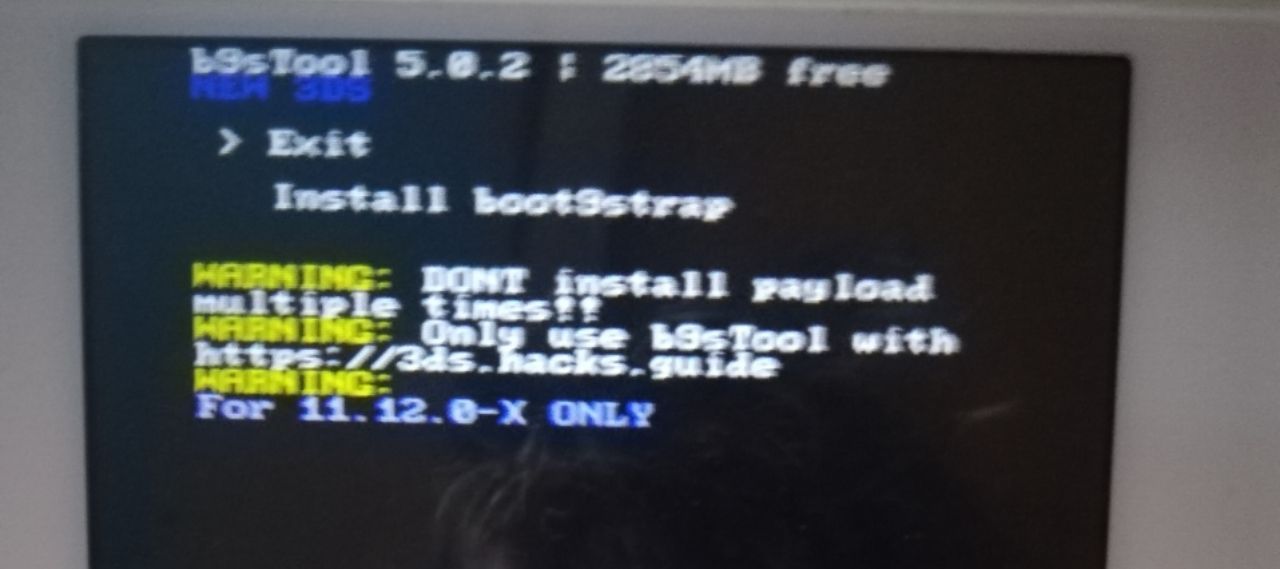 b9sTool 5.0.2 ¦ 2854MB free
NEW 3DS
> Exit
Install boot9strap
WARNING: DONT install payload
multiple times!!
WARNING: Only use b9sTool with
https://3ds.hacks.guide
WARNING:
For 11.12.0-X ONLY